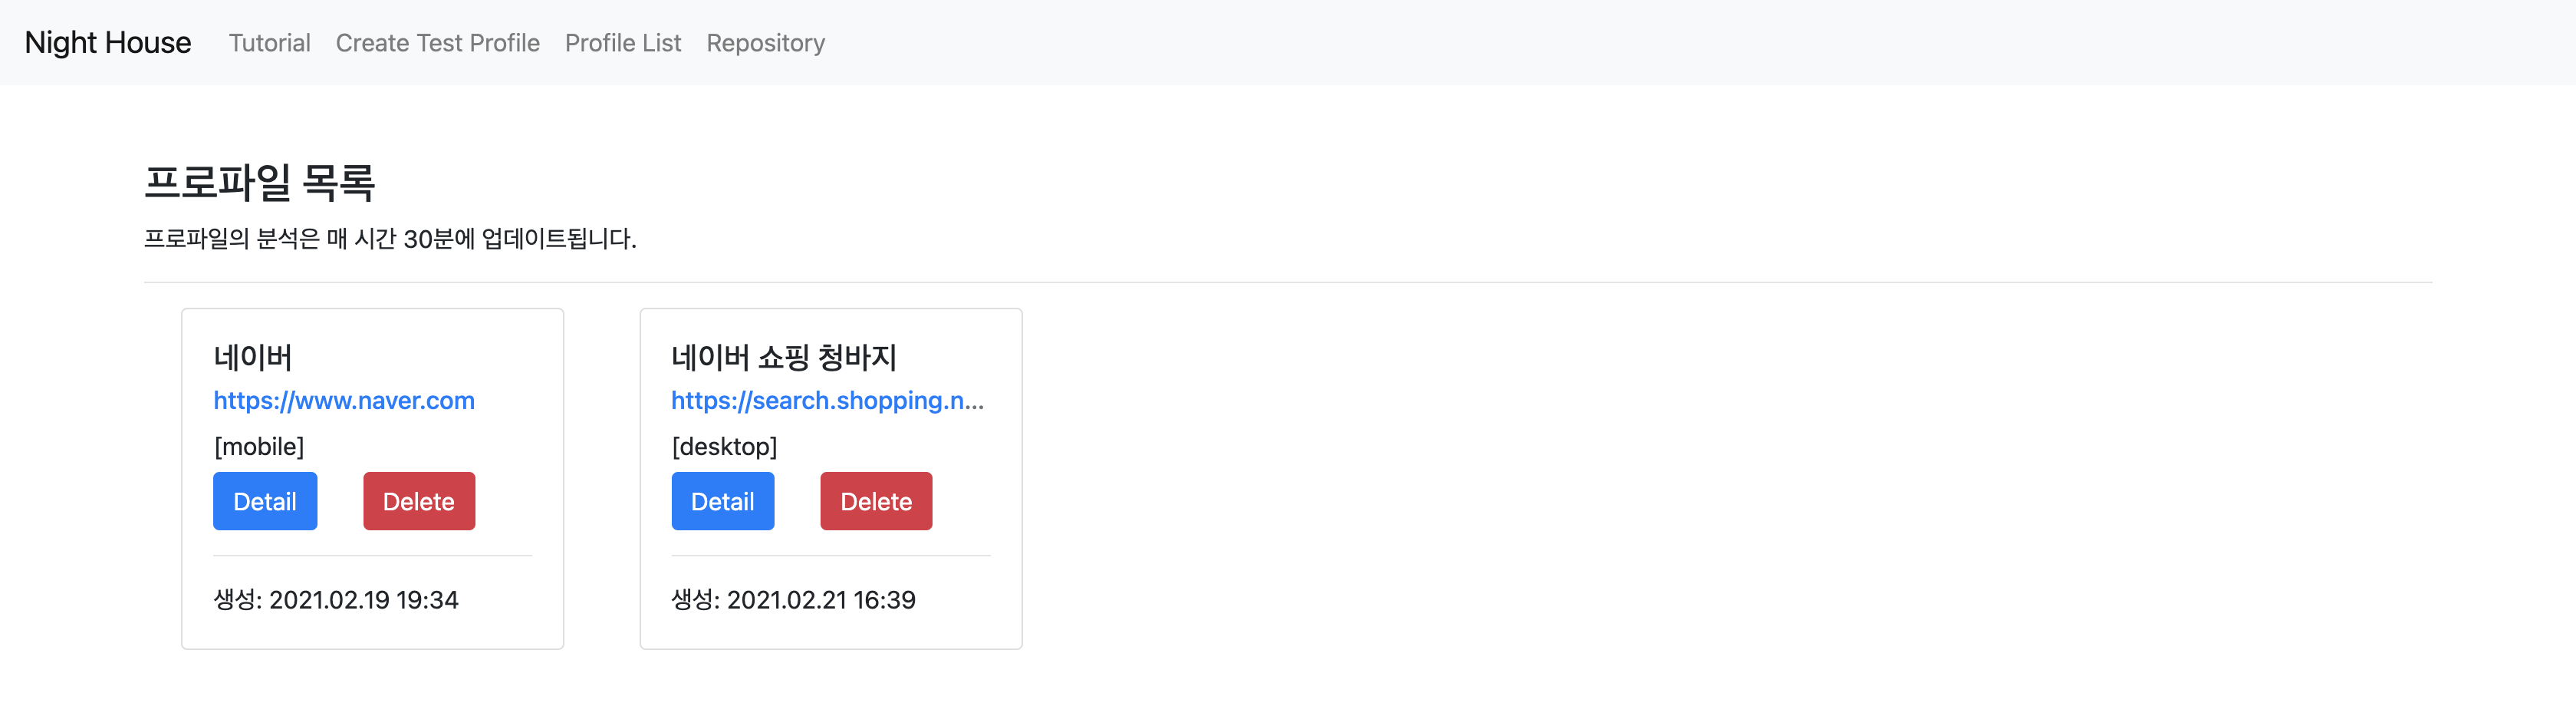 Night House Tutorial Create Test Profile Profile List Repository
프로파일 목록
프로파일의 분석은 매 시간 30분에 업데이트됩니다.
네이버
https://www.naver.com
[mobile]
Detail Delete
생성: 2021.02.19 19:34
네이버 쇼핑 청바지
https://search.shopping.n...
[desktop]
Detail Delete
생성: 2021.02.21 16:39